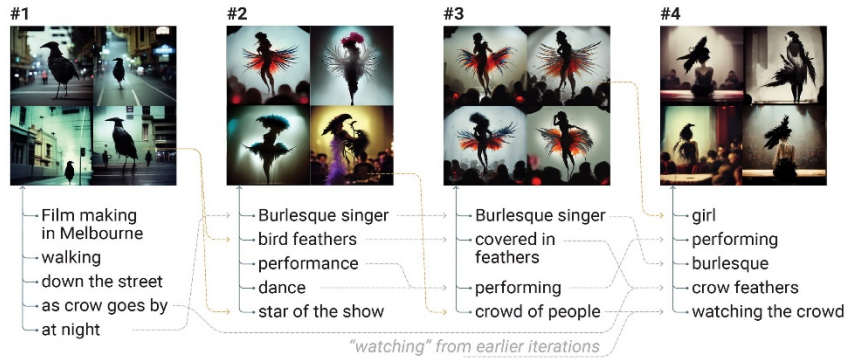 #1
#2
#3
#4
Film making
in Melbourne
walking
down the street
as crow goes by
at night
Burlesque singer
bird feathers
performance
dance
star of the show
Burlesque singer
covered in
feathers
performing
crowd of people
girl
performing
burlesque
crow feathers
watching the crowd
"watching" from earlier iterations